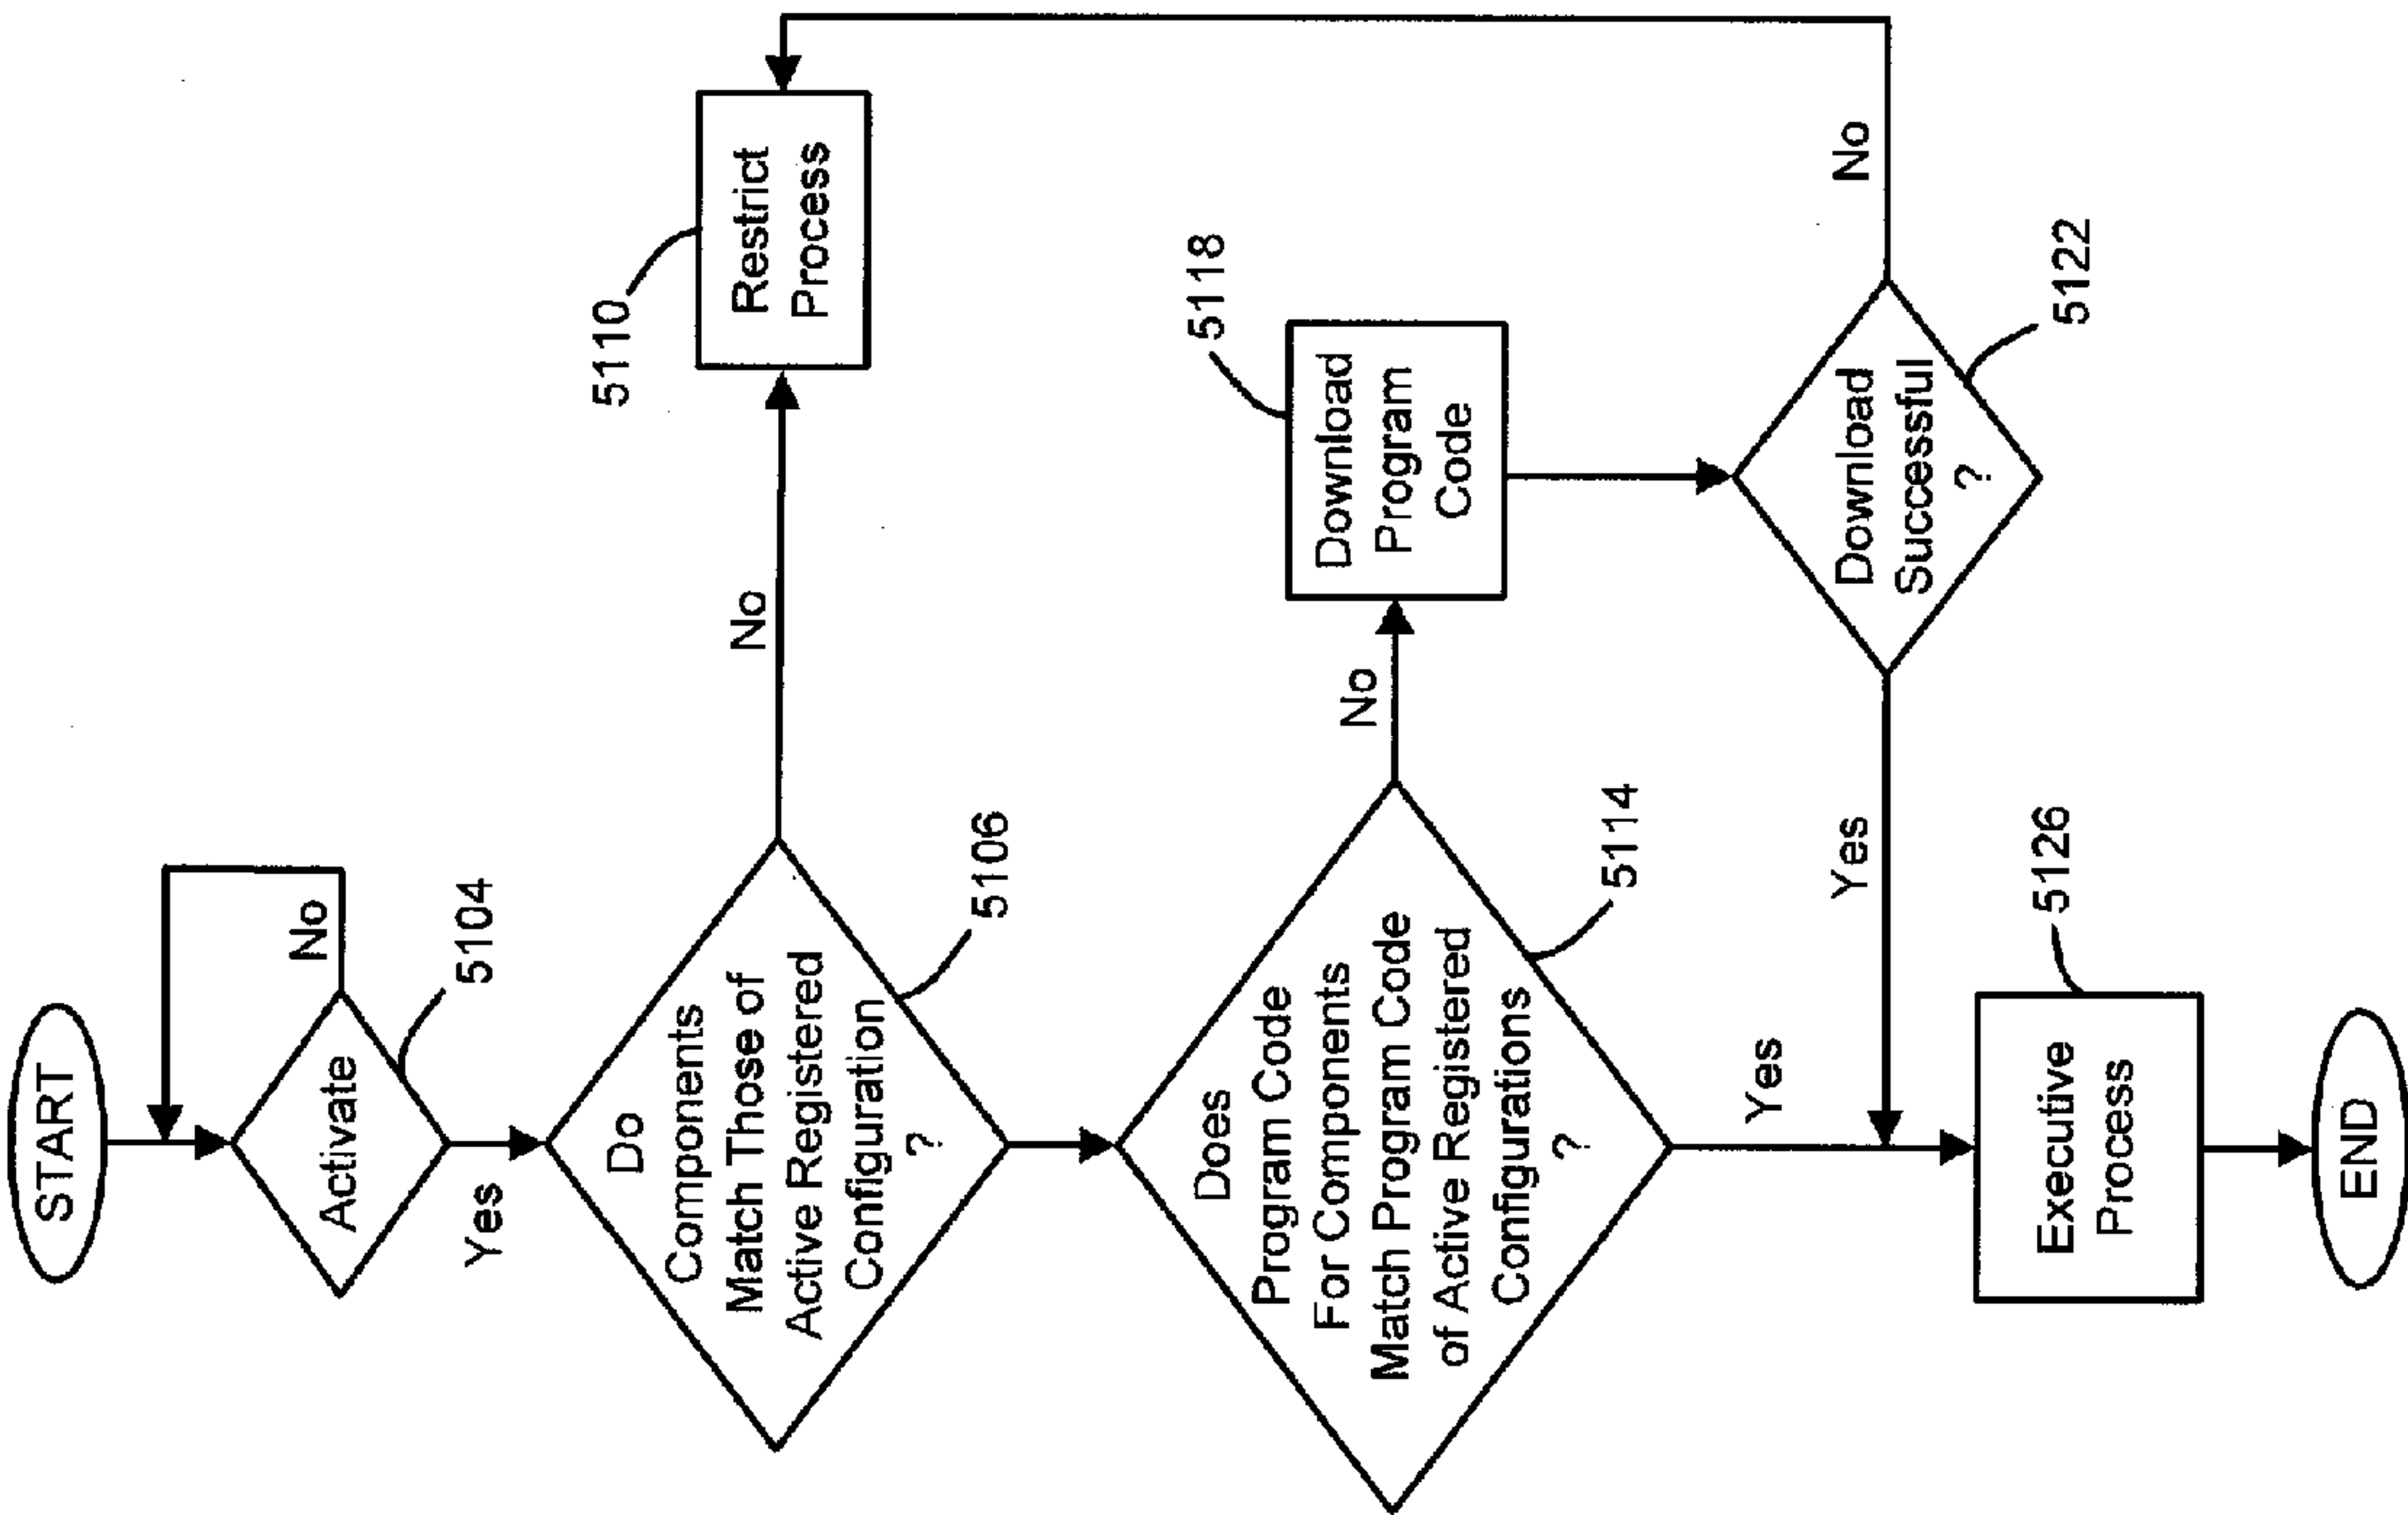 START
Activate
No
5104
Yes
Do
Components
Match Those of
Active Registered
Configuration
?
5106
No
5110
Restrict
Process
Does
Program Code
For Components
Match Program Code
of Active Registered
Configurations
?
5114
No
5118
Download
Program
Code
Download
Successful
?
5122
No
Yes
Yes
5126
Executive
Process
END